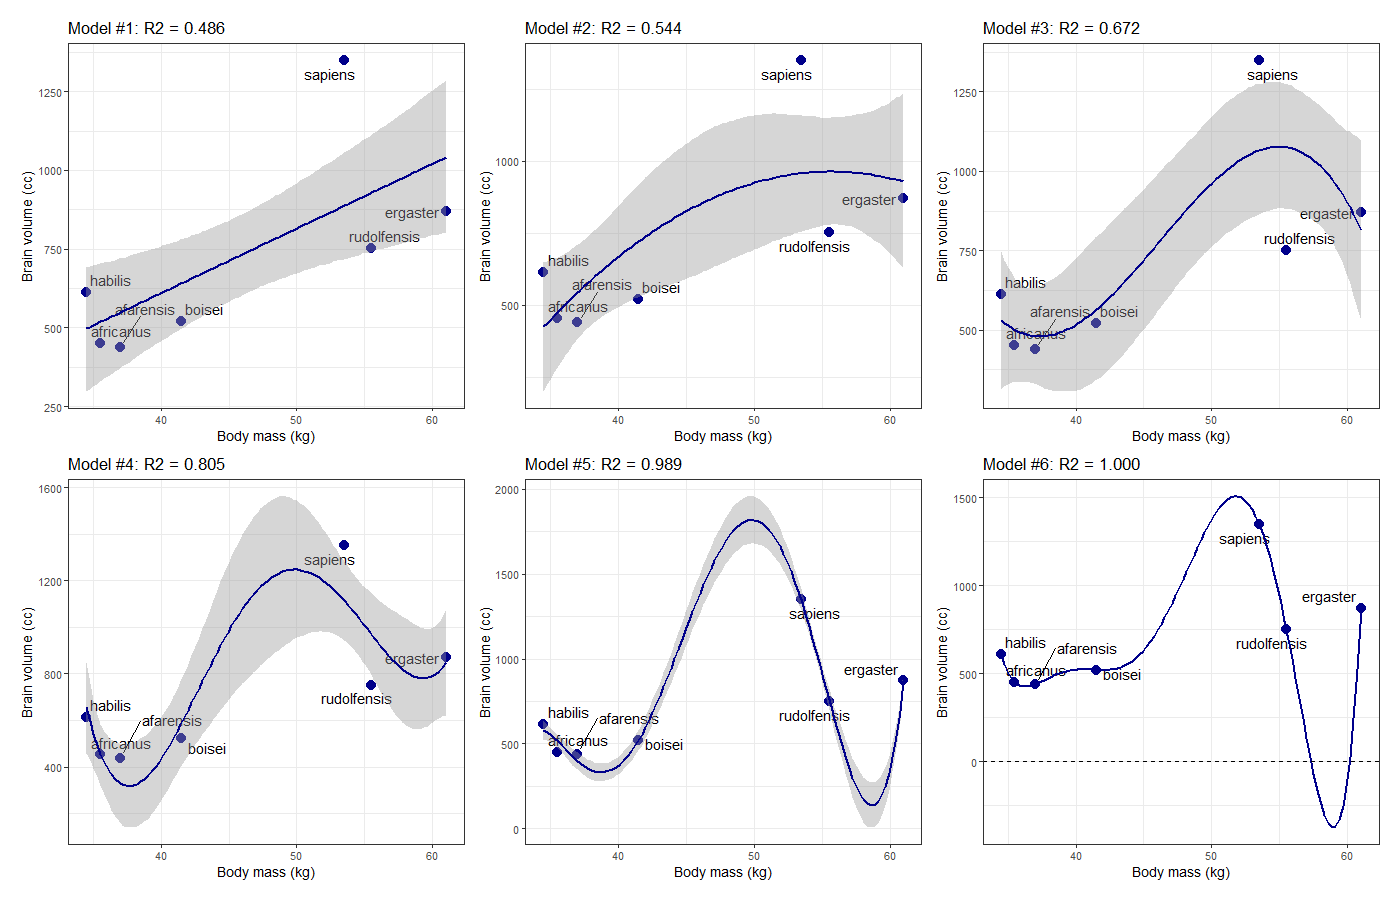 Model #1: R2 = 0.486
Brain volume (cc)
1250
1000
750
500
250
sapiens
ergaster
rudolfensis
habilis
afarensis
boisei
africanus
40
50
60
Body mass (kg)
Model #2: R2 = 0.544
Brain volume (cc)
1000
500
sapiens
ergaster
rudolfensis
habilis
afarensis
boisei
africanus
40
50
60
Body mass (kg)
Model #3: R2 = 0.672
Brain volume (cc)
1250
1000
750
500
sapiens
ergaster
rudolfensis
habilis
afarensis
boisei
africanus
40
50
60
Body mass (kg)
Model #4: R2 = 0.805
Brain volume (cc)
1600
1200
800
400
sapiens
ergaster
rudolfensis
habilis
afarensis
africanus
boisei
40
50
60
Body mass (kg)
Model #5: R2 = 0.989
Brain volume (cc)
2000
1500
1000
500
0
sapiens
ergaster
rudolfensis
habilis
afarensis
africanus
boisei
40
50
60
Body mass (kg)
Model #6: R2 = 1.000
Brain volume (cc)
1500
1000
500
0
sapiens
ergaster
rudolfensis
habilis
afarensis
africanus
boisei
40
50
60
Body mass (kg)